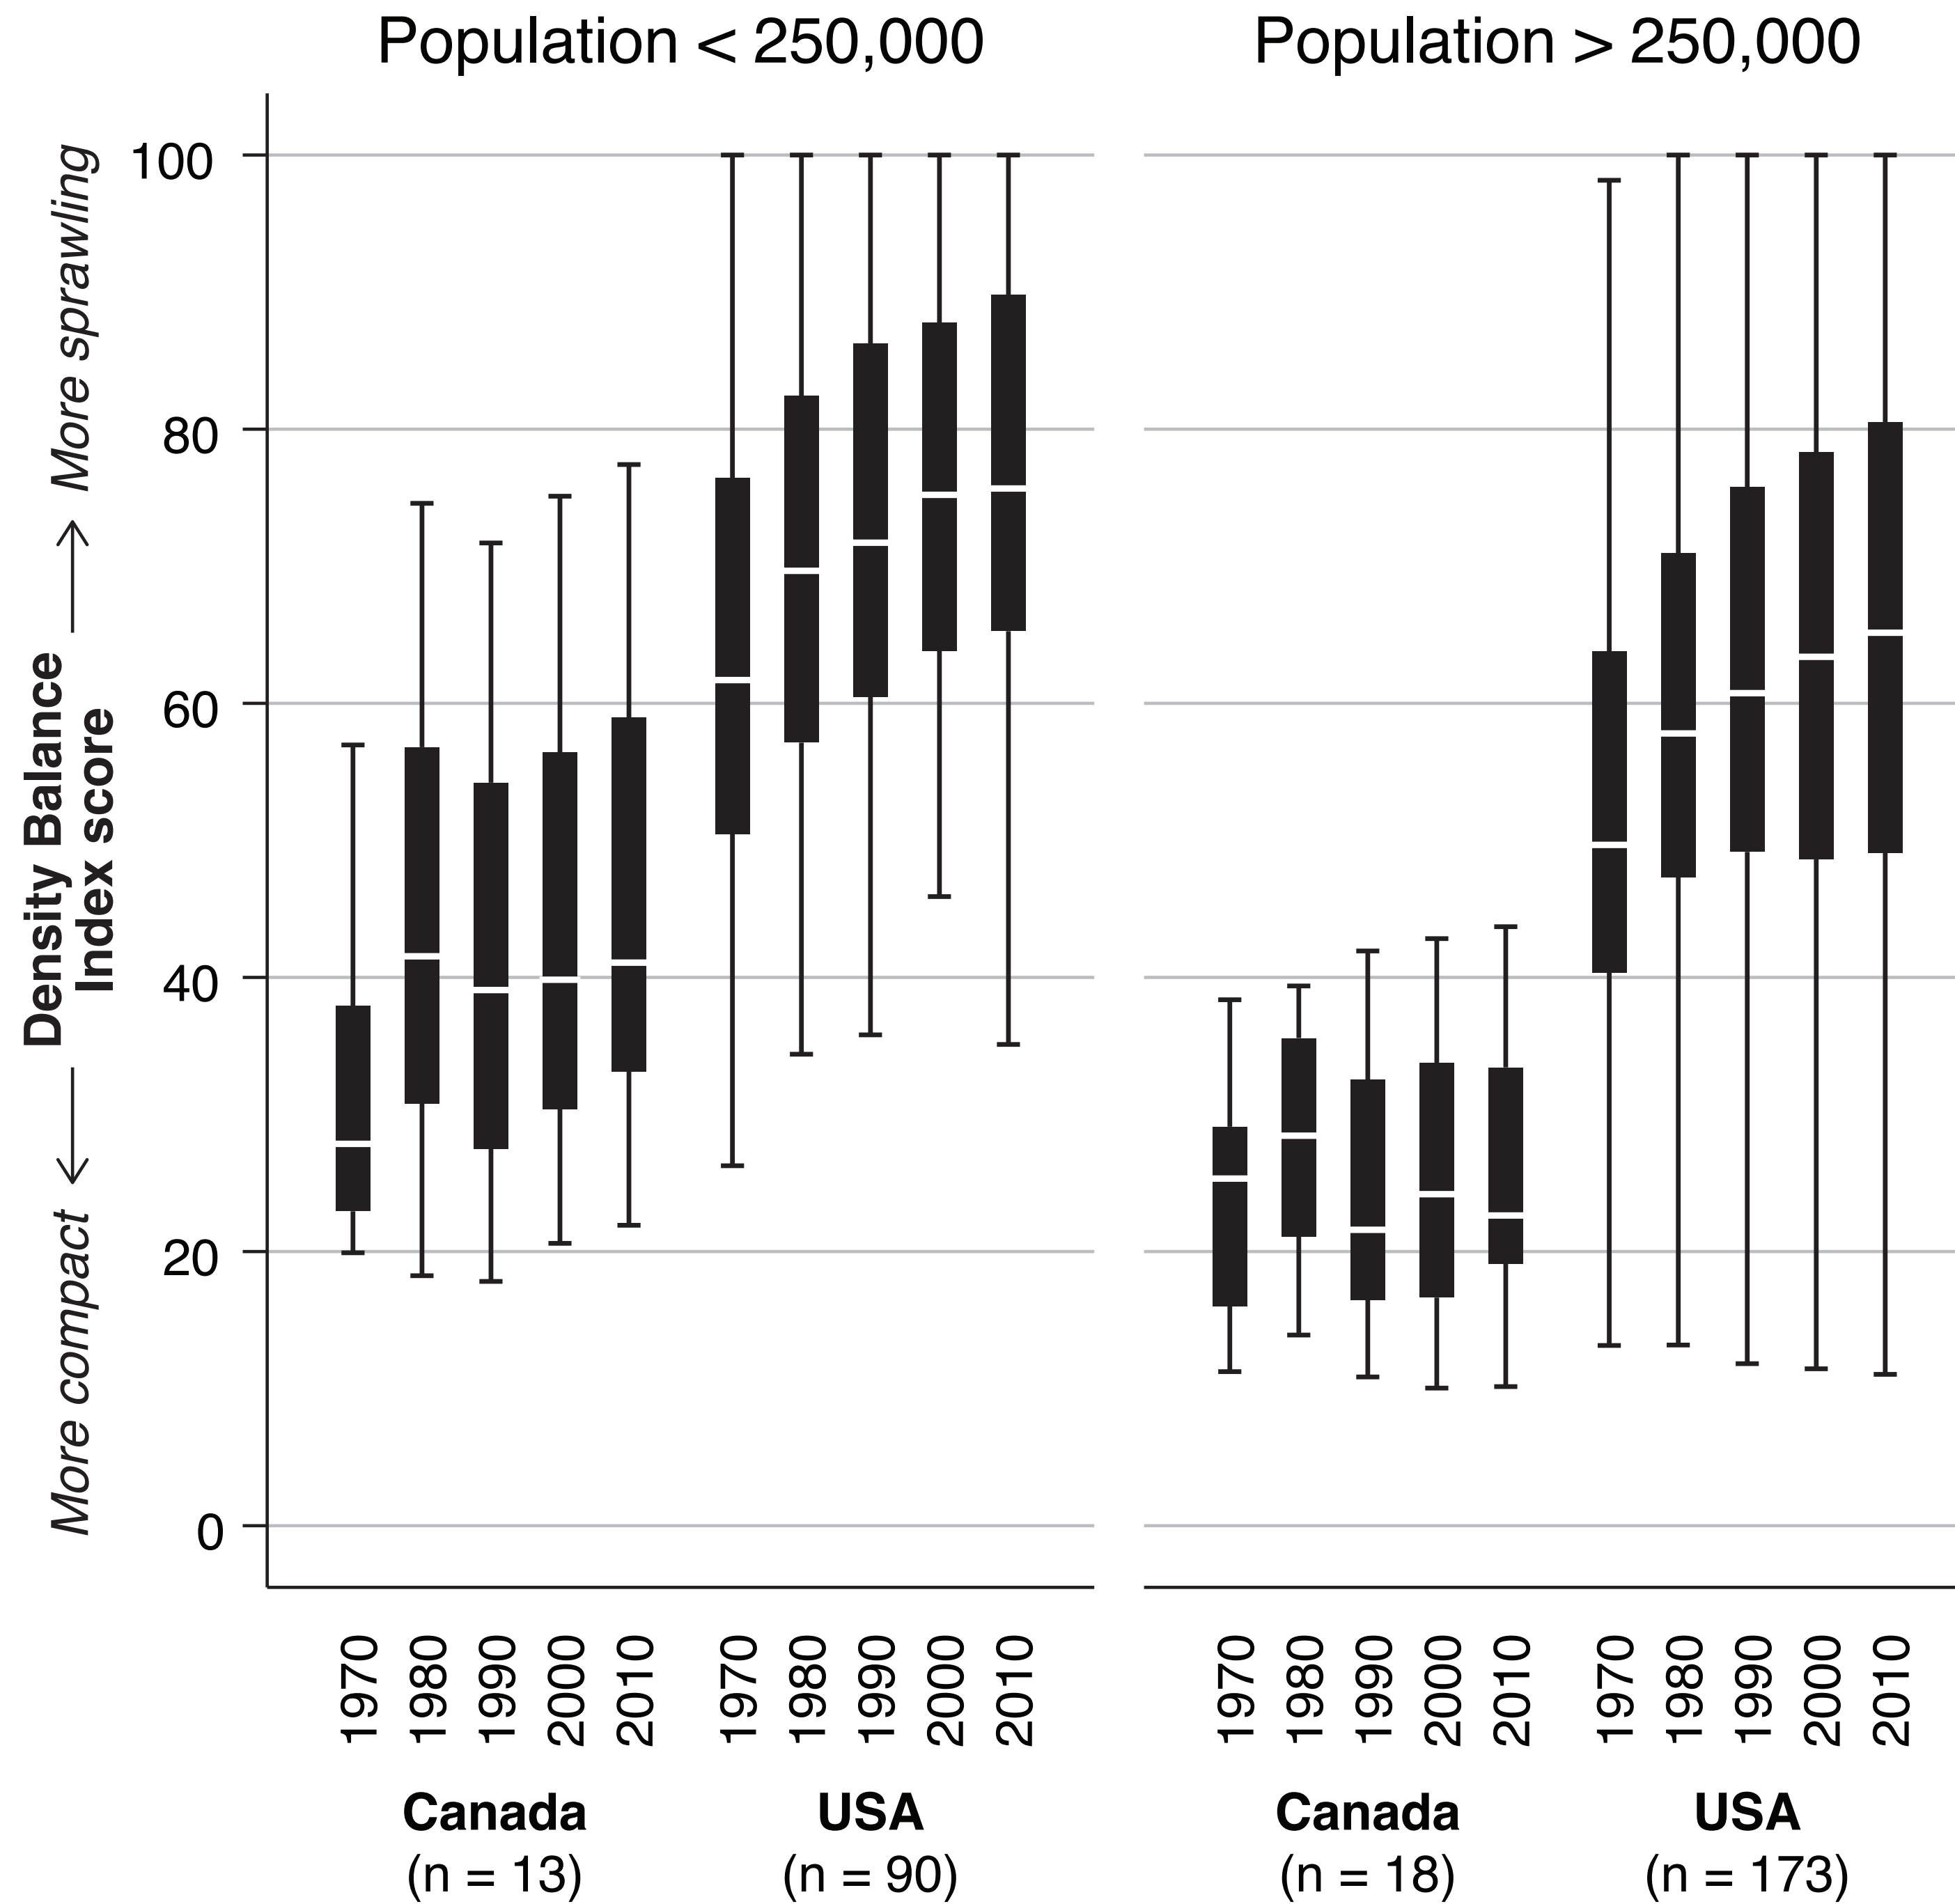 Population < 250,000
Population > 250,000
More compact ← Density Balance → More sprawling
Index score
100
80
60
40
20
0
1970 1980 1990 2000 2010 1970 1980 1990 2000 2010
1970 1980 1990 2000 2010 1970 1980 1990 2000 2010
Canada USA Canada USA
(n = 13) (n = 90) (n = 18) (n = 173)